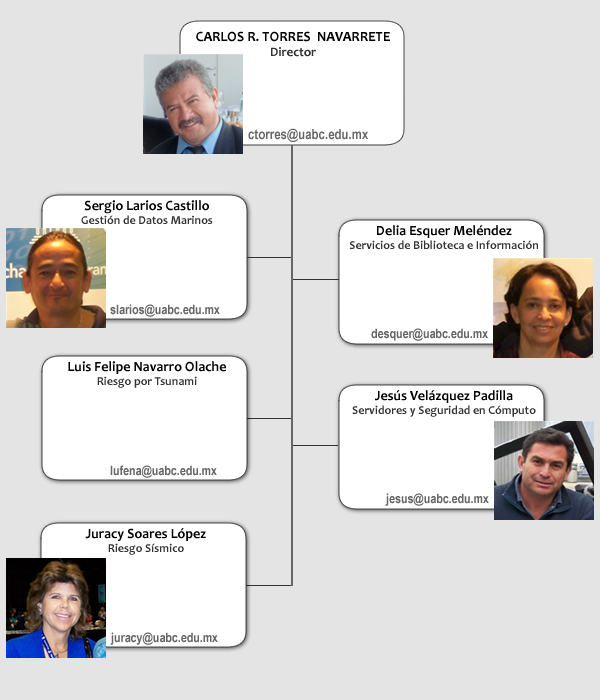 CARLOS R. TORRES NAVARRETE
Director
ctorres@uabc.edu.mx
Sergio Larios Castillo
Gestión de Datos Marinos
slarios@uabc.edu.mx
Delia Esquer Meléndez
Servicios de Biblioteca e Información
desquer@uabc.edu.mx
Luis Felipe Navarro Olache
Riesgo por Tsunami
lufena@uabc.edu.mx
Jesús Velázquez Padilla
Servidores y Seguridad en Cómputo
jesus@uabc.edu.mx
Juracy Soares López
Riesgo Sísmico
juracy@uabc.edu.mx